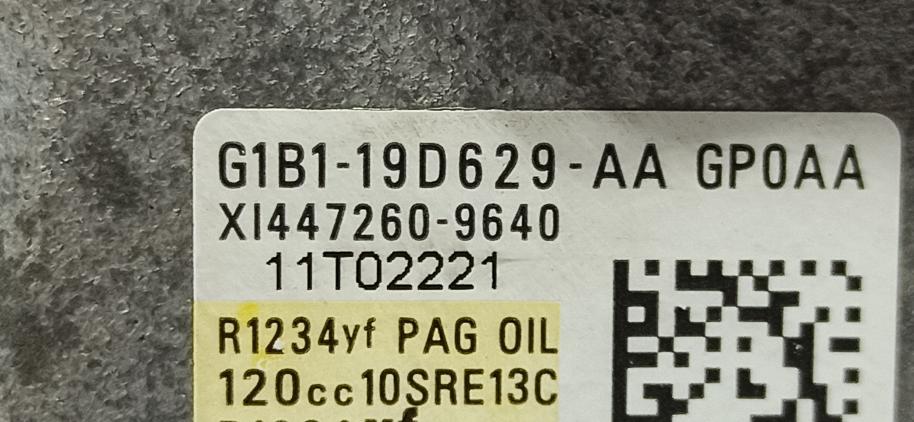 G1B1-19D629-AA GP0AA
XI447260-9640
11T02221
R1234yf PAG OIL
120cc10SRE13C